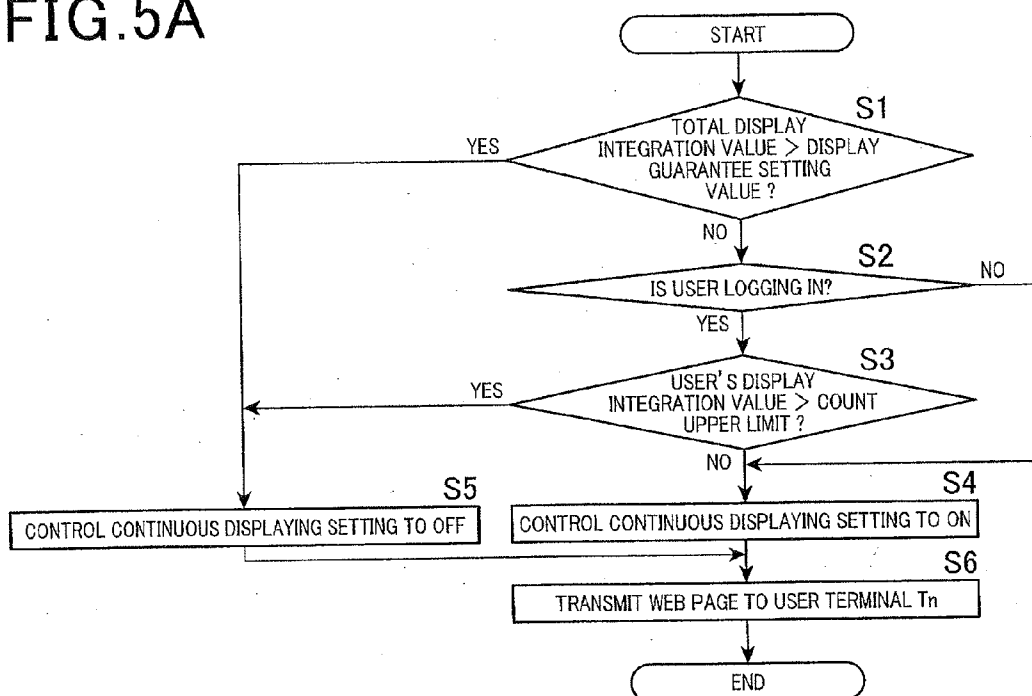 FIG.5A
START
S1
TOTAL DISPLAY
INTEGRATION VALUE > DISPLAY
GUARANTEE SETTING
VALUE ?
YES
NO
S2
IS USER LOGGING IN?
NO
YES
S3
USER'S DISPLAY
INTEGRATION VALUE > COUNT
UPPER LIMIT ?
YES
NO
S5
CONTROL CONTINUOUS DISPLAYING SETTING TO OFF
S4
CONTROL CONTINUOUS DISPLAYING SETTING TO ON
S6
TRANSMIT WEB PAGE TO USER TERMINAL Tn
END